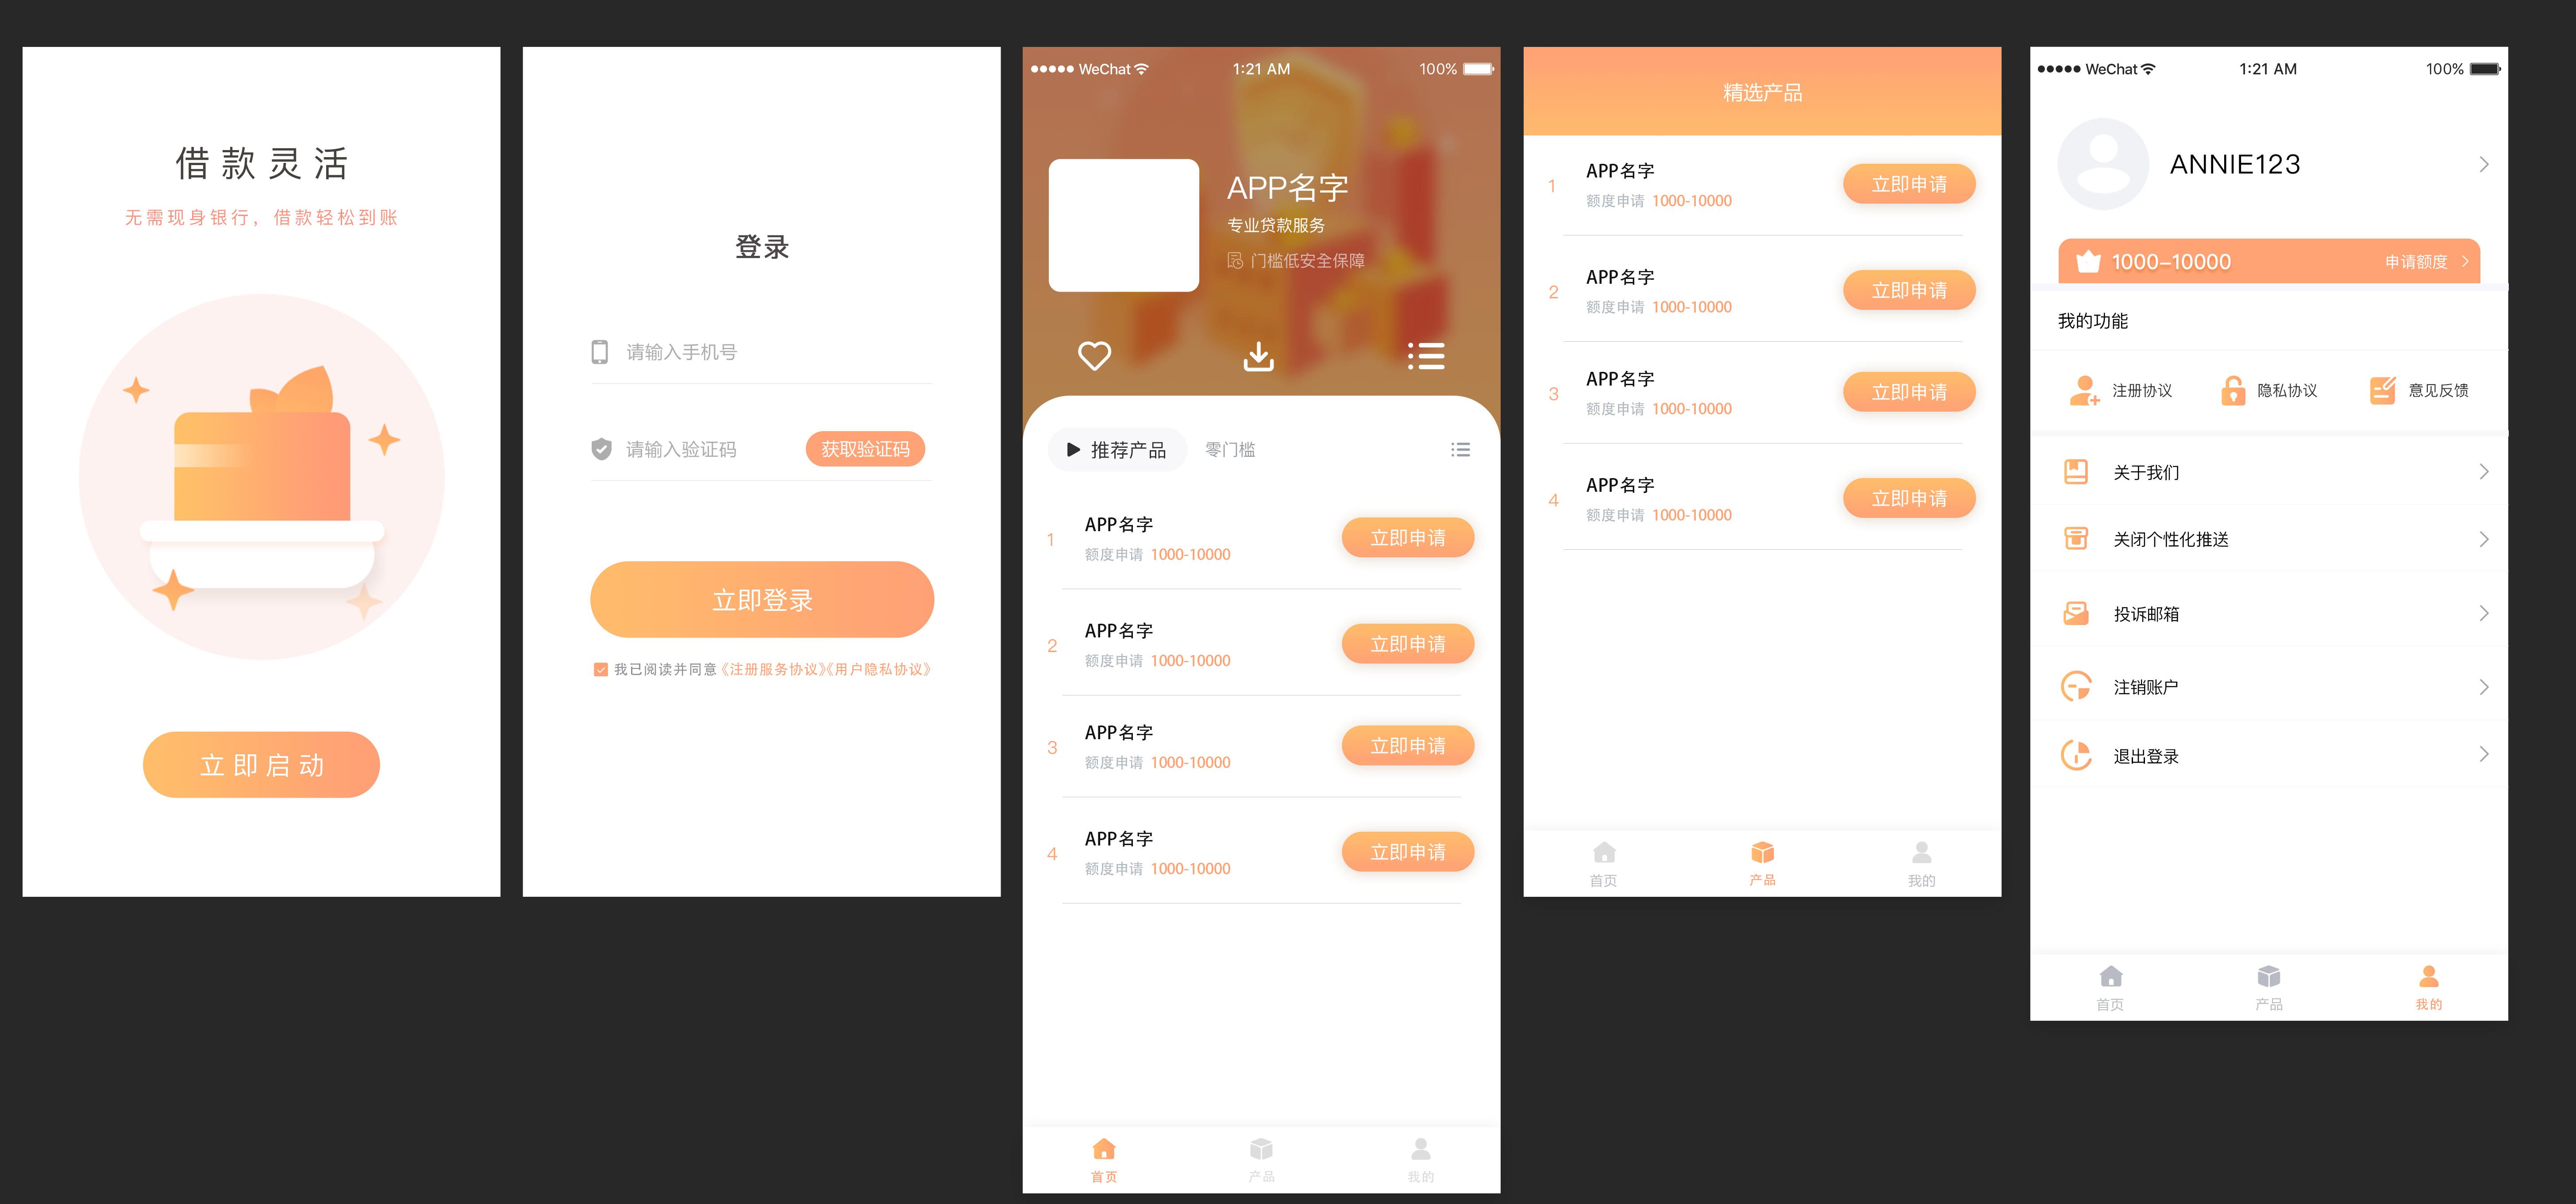 借款灵活
无需现身银行，借款轻松到账
立即启动
登录
请输入手机号
请输入验证码 获取验证码
立即登录
我已阅读并同意《注册服务协议》《用户隐私协议》
WeChat 1:21 AM 100%
APP名字
专业贷款服务
门槛低安全保障
推荐产品 零门槛
1 APP名字 立即申请
额度申请 1000-10000
2 APP名字 立即申请
额度申请 1000-10000
3 APP名字 立即申请
额度申请 1000-10000
4 APP名字 立即申请
额度申请 1000-10000
首页 产品 我的
精选产品
1 APP名字 立即申请
额度申请 1000-10000
2 APP名字 立即申请
额度申请 1000-10000
3 APP名字 立即申请
额度申请 1000-10000
4 APP名字 立即申请
额度申请 1000-10000
首页 产品 我的
WeChat 1:21 AM 100%
ANNIE123
1000-10000 申请额度
我的功能
注册协议 隐私协议 意见反馈
关于我们
关闭个性化推送
投诉邮箱
注销账户
退出登录
首页 产品 我的